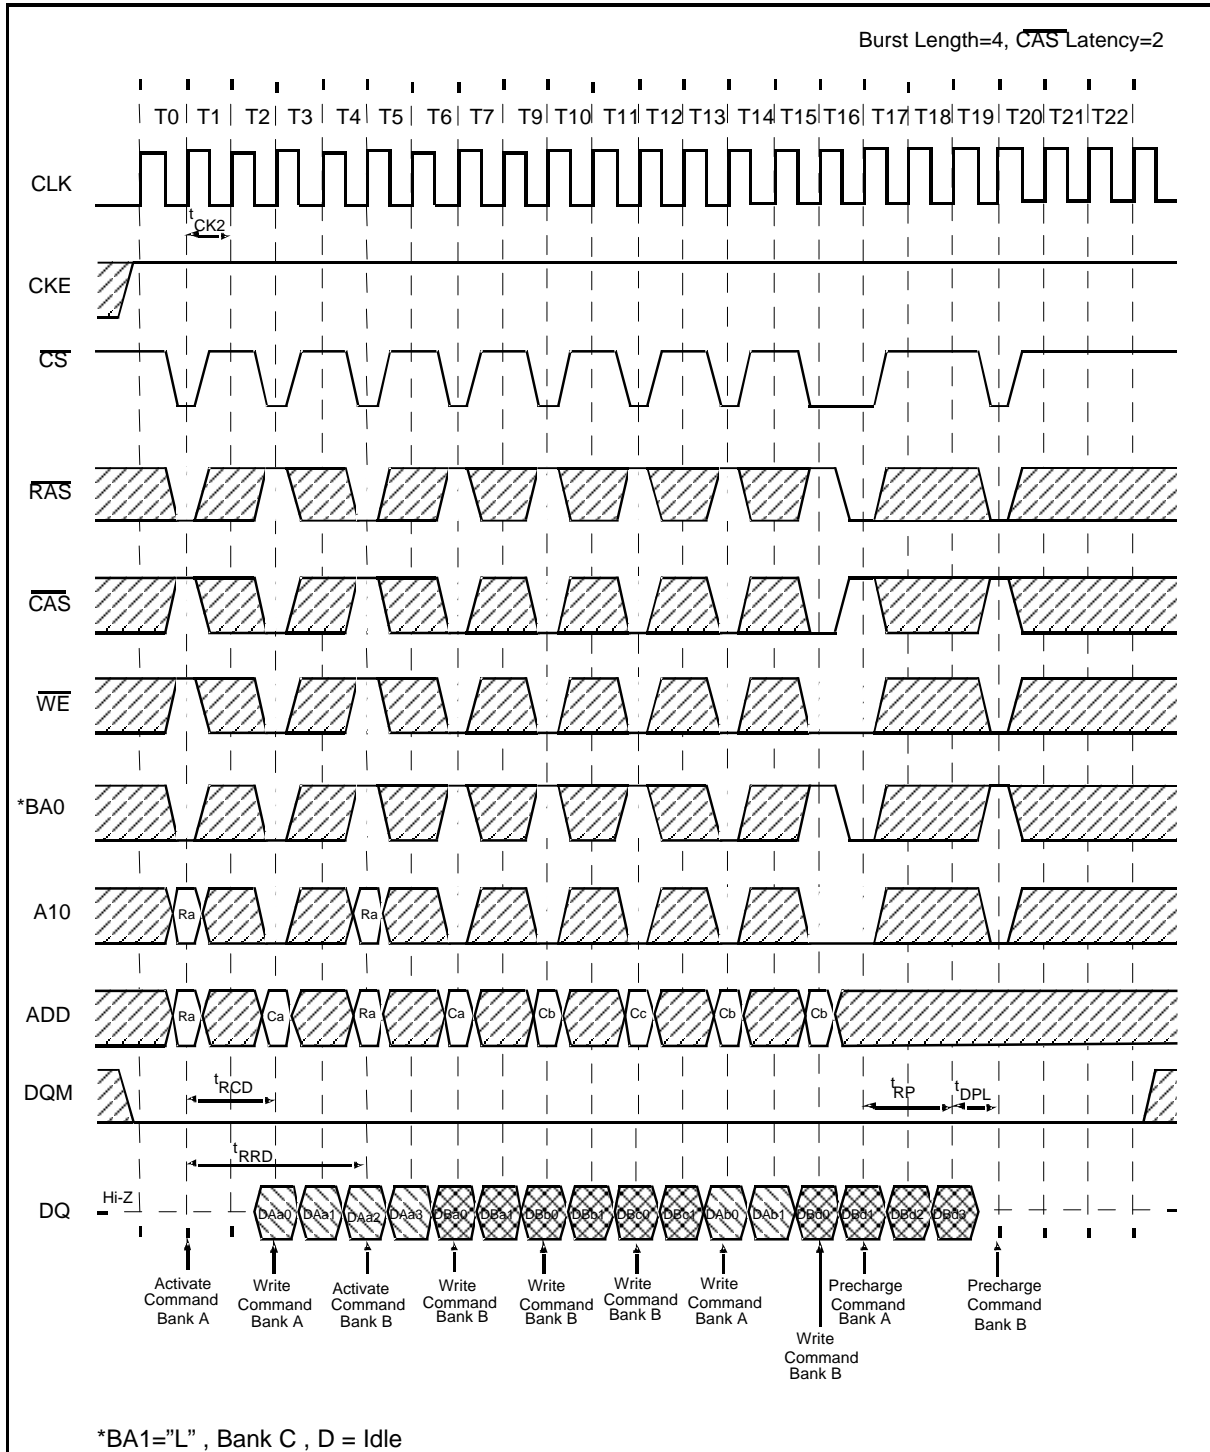 Burst Length=4, CAS Latency=2
T0 T1 T2 T3 T4 T5 T6 T7 T9 T10 T11 T12 T13 T14 T15 T16 T17 T18 T19 T20 T21 T22
CLK
tCK2
CKE
CS
RAS
CAS
WE
*BA0
A10
Ra Ra
ADD
Ra Ca Ra Ca Cb Cc Cb Cb
DQM
tRCD tRP tDPL
tRRD
Hi-Z
DQ
DAa0 DAa1 DAa2 DAa3 DBa0 DBa1 DBb0 DBb1 DBc0 DBc1 DAb0 DAb1 DBd0 DBd1 DBd2 DBd3
Activate
Command
Bank A
Write
Command
Bank A
Activate
Command
Bank B
Write
Command
Bank B
Write
Command
Bank B
Write
Command
Bank B
Write
Command
Bank A
Write
Command
Bank B
Precharge
Command
Bank A
Precharge
Command
Bank B
*BA1="L" , Bank C , D = Idle